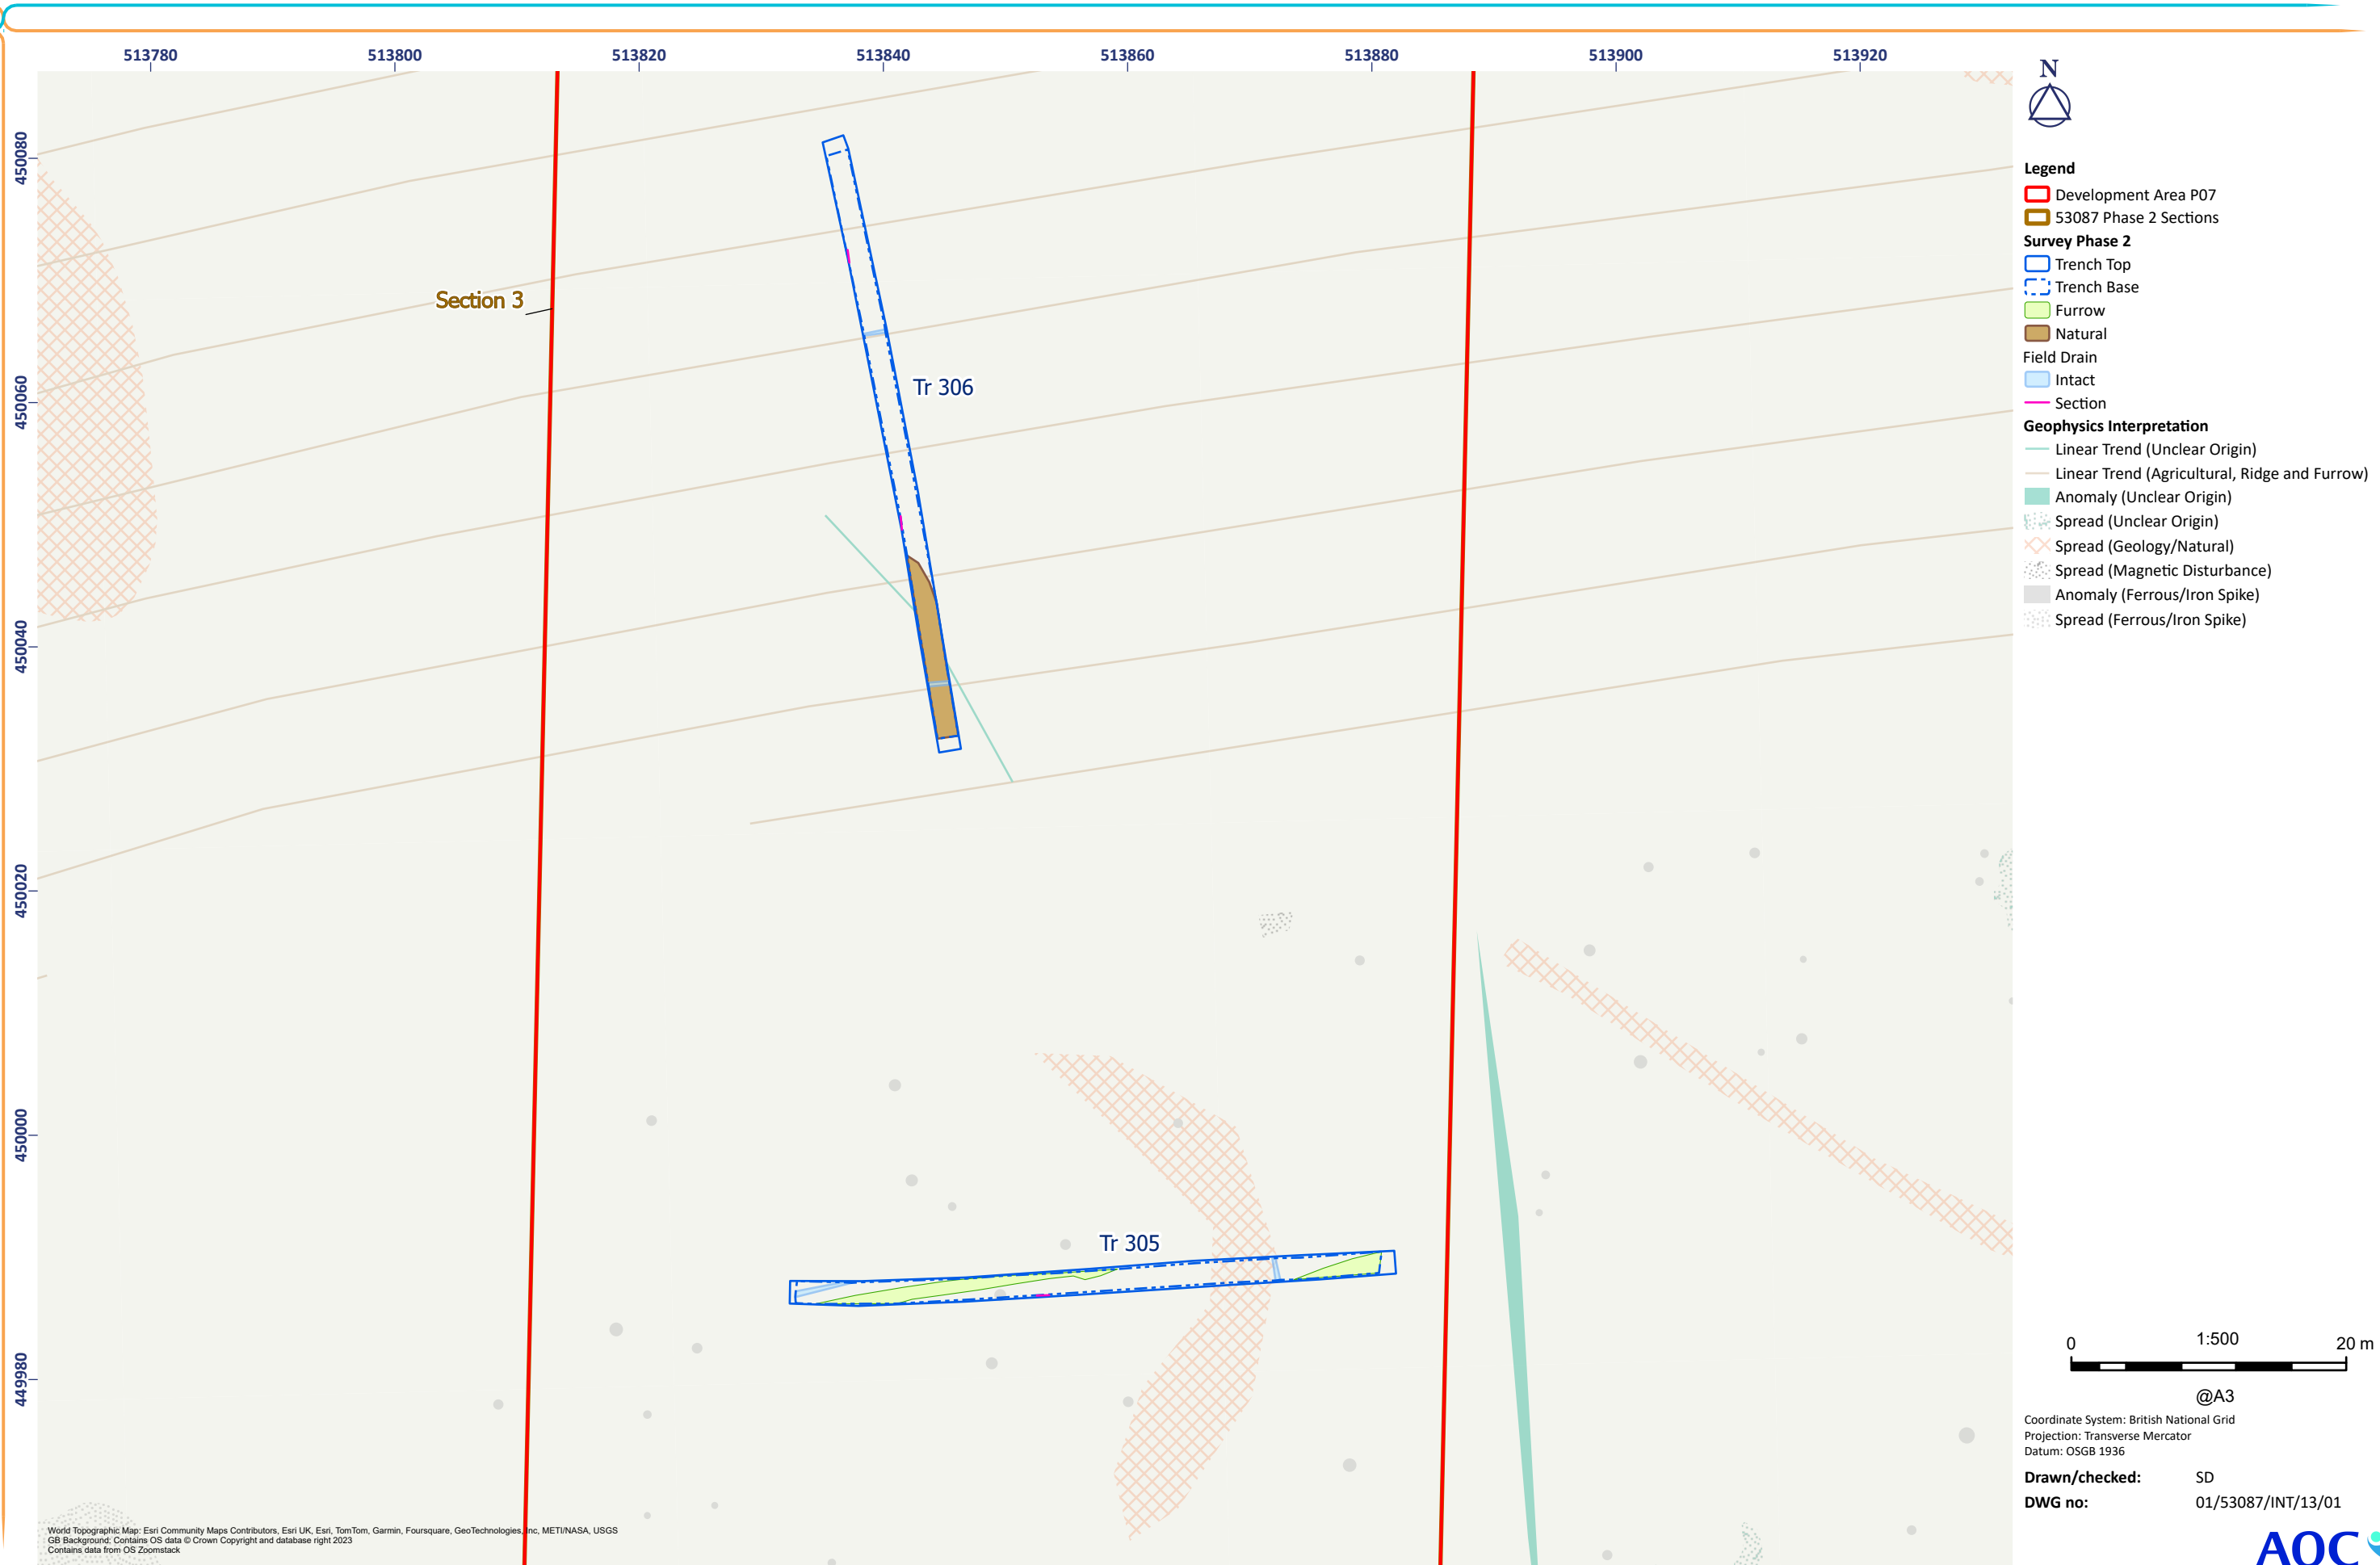 513780 513800 513820 513840 513860 513880 513900 513920
450080
450060
450040
450020
450000
449980
Section 3
Tr 306
Tr 305
World Topographic Map: Esri Community Maps Contributors, Esri UK, Esri, TomTom, Garmin, Foursquare, GeoTechnologies, Inc, METI/NASA, USGS
GB Background: Contains OS data © Crown Copyright and database right 2023
Contains data from OS Zoomstack
N
Legend
Development Area P07
53087 Phase 2 Sections
Survey Phase 2
Trench Top
Trench Base
Furrow
Natural
Field Drain
Intact
Section
Geophysics Interpretation
Linear Trend (Unclear Origin)
Linear Trend (Agricultural, Ridge and Furrow)
Anomaly (Unclear Origin)
Spread (Unclear Origin)
Spread (Geology/Natural)
Spread (Magnetic Disturbance)
Anomaly (Ferrous/Iron Spike)
Spread (Ferrous/Iron Spike)
0 1:500 20 m
@A3
Coordinate System: British National Grid
Projection: Transverse Mercator
Datum: OSGB 1936
Drawn/checked: SD
DWG no: 01/53087/INT/13/01
AOC